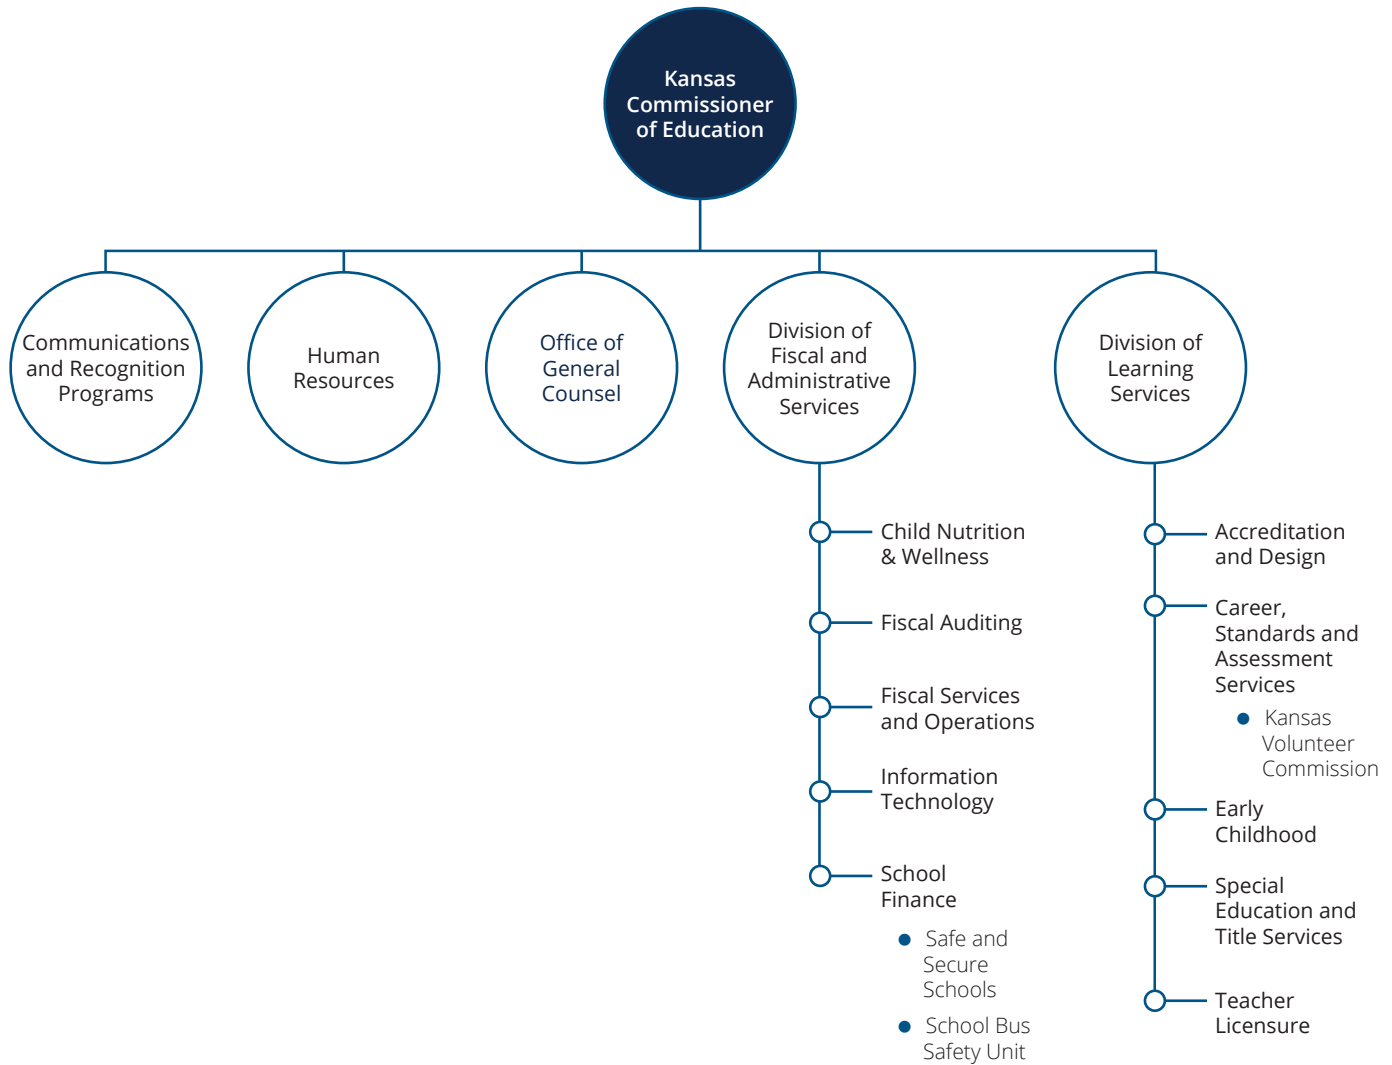 Kansas
Commissioner
of Education
Communications
and Recognition
Programs
Human
Resources
Office of
General
Counsel
Division of
Fiscal and
Administrative
Services
Division of
Learning
Services
Child Nutrition
& Wellness
Fiscal Auditing
Fiscal Services
and Operations
Information
Technology
School
Finance
Safe and
Secure
Schools
School Bus
Safety Unit
Accreditation
and Design
Career,
Standards and
Assessment
Services
Kansas
Volunteer
Commission
Early
Childhood
Special
Education and
Title Services
Teacher
Licensure